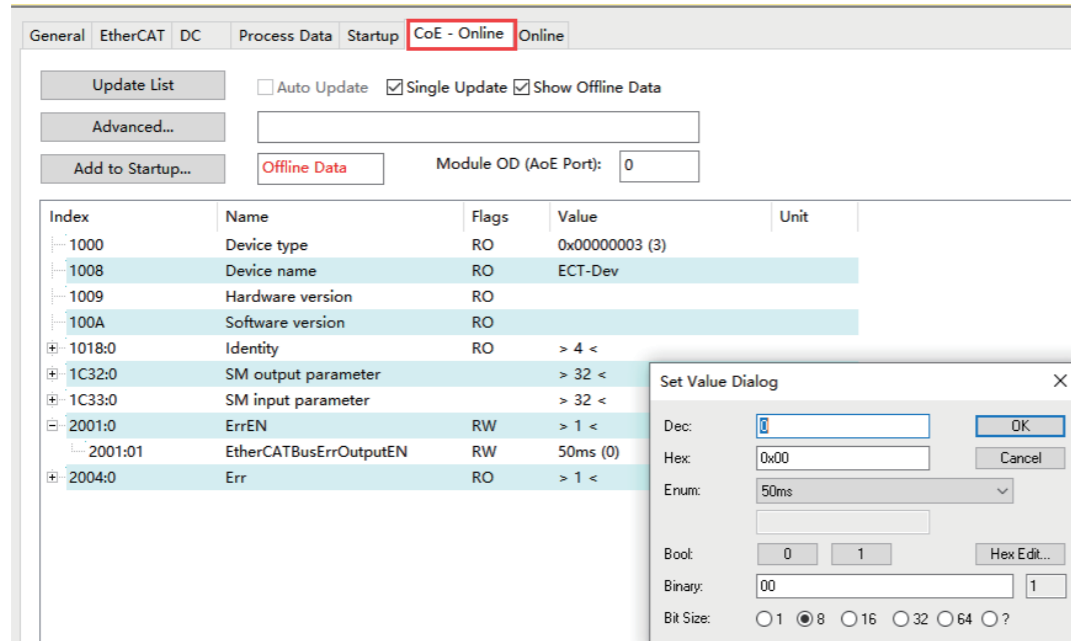 General EtherCAT DC Process Data Startup CoE - Online Online
Update List Auto Update Single Update Show Offline Data
Advanced...
Add to Startup... Offline Data Module OD (AoE Port): 0
Index Name Flags Value Unit
1000 Device type RO 0x00000003 (3)
1008 Device name RO ECT-Dev
1009 Hardware version RO
100A Software version RO
1018:0 Identity RO > 4 <
1C32:0 SM output parameter > 32 <
1C33:0 SM input parameter > 32 <
2001:0 ErrEN RW > 1 <
2001:01 EtherCATBusErrOutputEN RW 50ms (0)
2004:0 Err RO > 1 <
Set Value Dialog
Dec: 0 OK
Hex: 0x00 Cancel
Enum: 50ms
Bool: 0 1 Hex Edit...
Binary: 00 1
Bit Size: 1 8 16 32 64 ?